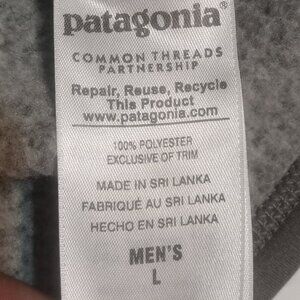 patagonia®
COMMON THREADS
PARTNERSHIP
Repair, Reuse, Recycle
This Product
www.patagonia.com
100% POLYESTER
EXCLUSIVE OF TRIM
MADE IN SRI LANKA
FABRIQUÉ AU SRI LANKA
HECHO EN SRI LANKA
MEN'S
L